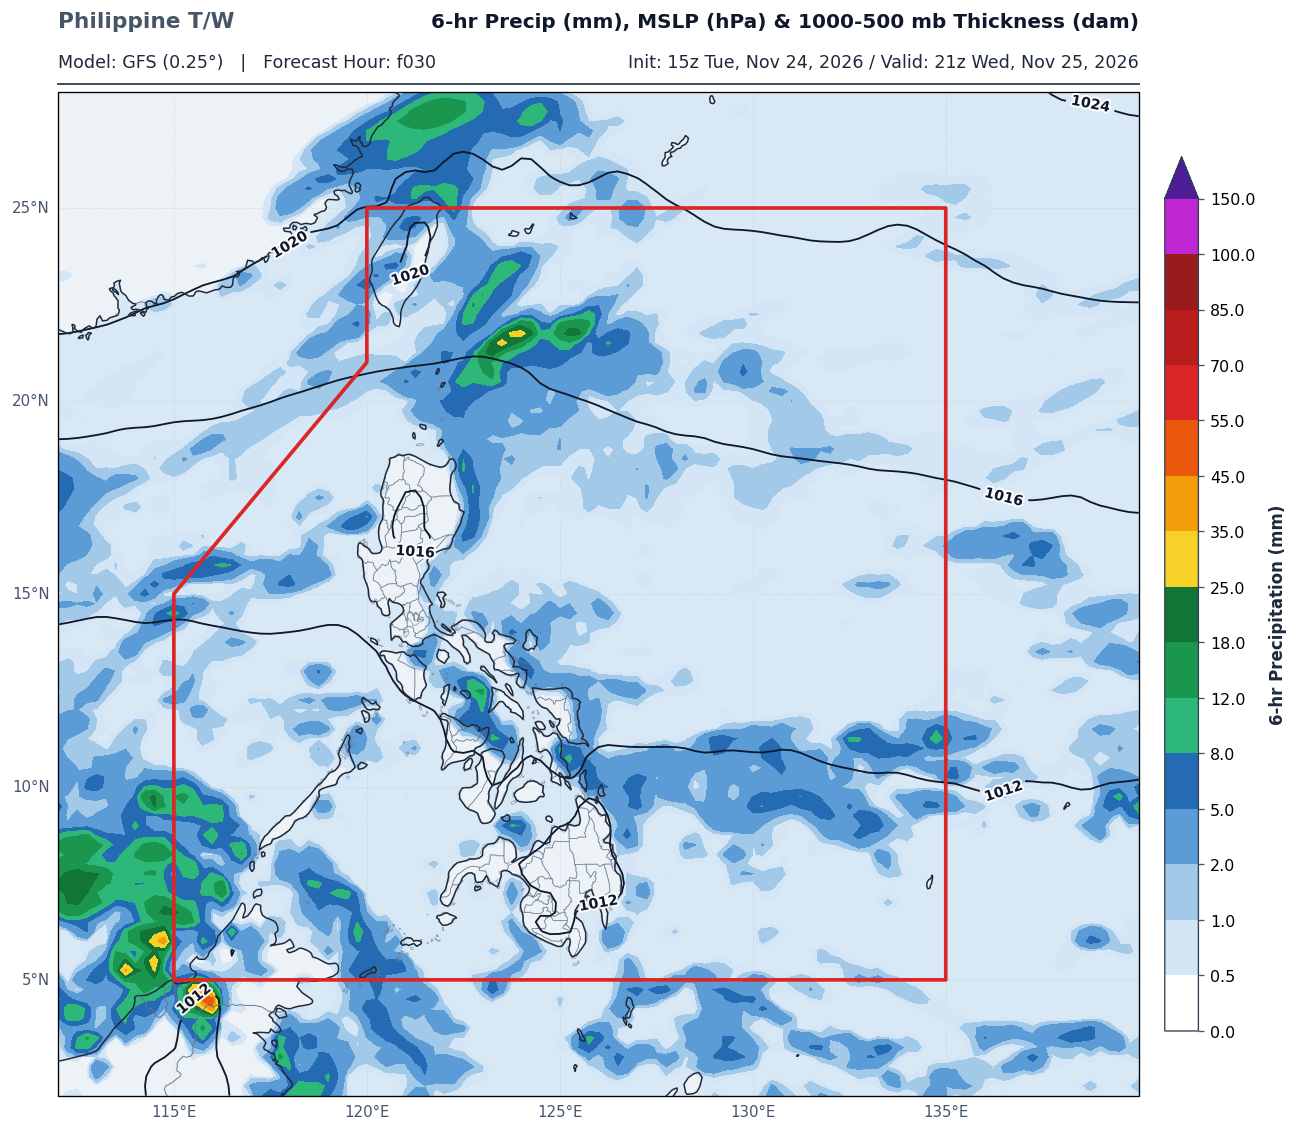 Philippine T/W
6-hr Precip (mm), MSLP (hPa) & 1000-500 mb Thickness (dam)
Model: GFS (0.25°) | Forecast Hour: f030
Init: 15z Tue, Nov 24, 2026 / Valid: 21z Wed, Nov 25, 2026
1024
1020
1020
1016
1016
1012
1012
1012
25°N
20°N
15°N
10°N
5°N
115°E
120°E
125°E
130°E
135°E
150.0
100.0
85.0
70.0
55.0
45.0
35.0
25.0
18.0
12.0
8.0
5.0
2.0
1.0
0.5
0.0
6-hr Precipitation (mm)